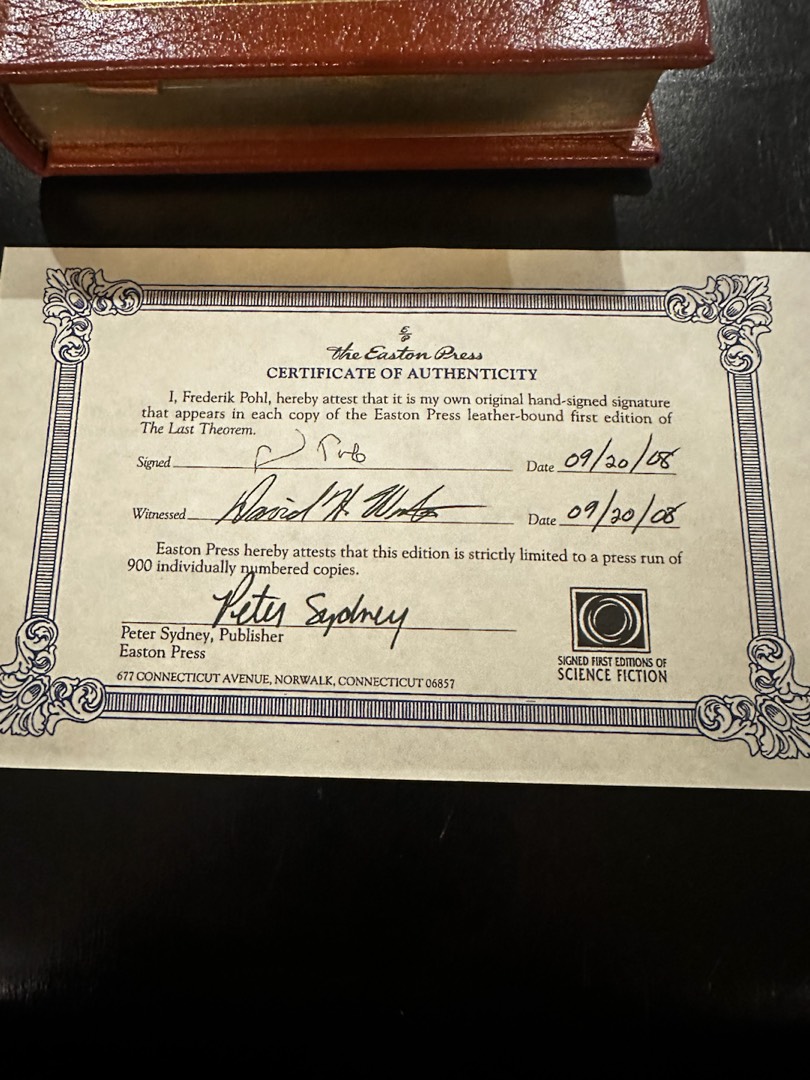 E/P
the Easton Press
CERTIFICATE OF AUTHENTICITY
I, Frederik Pohl, hereby attest that it is my own original hand-signed signature
that appears in each copy of the Easton Press leather-bound first edition of
The Last Theorem.
Signed Date 09/20/08
Witnessed David H. Date 09/20/08
Easton Press hereby attests that this edition is strictly limited to a press run of
900 individually numbered copies.
Peter Sydney
Peter Sydney, Publisher
Easton Press
677 CONNECTICUT AVENUE, NORWALK, CONNECTICUT 06857
SIGNED FIRST EDITIONS OF
SCIENCE FICTION